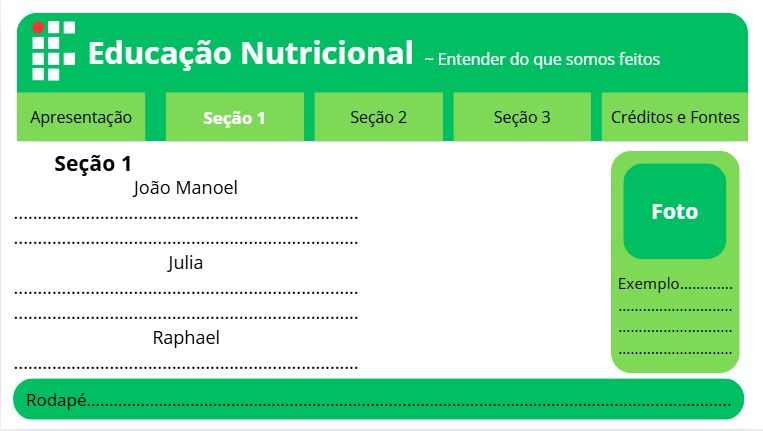 Educação Nutricional ~ Entender do que somos feitos
Apresentação Seção 1 Seção 2 Seção 3 Créditos e Fontes
Seção 1
João Manoel
........................................................................
........................................................................
Julia
........................................................................
........................................................................
Raphael
........................................................................
Foto
Exemplo.............
............................
............................
............................
Rodapé.......................................................................................................................................